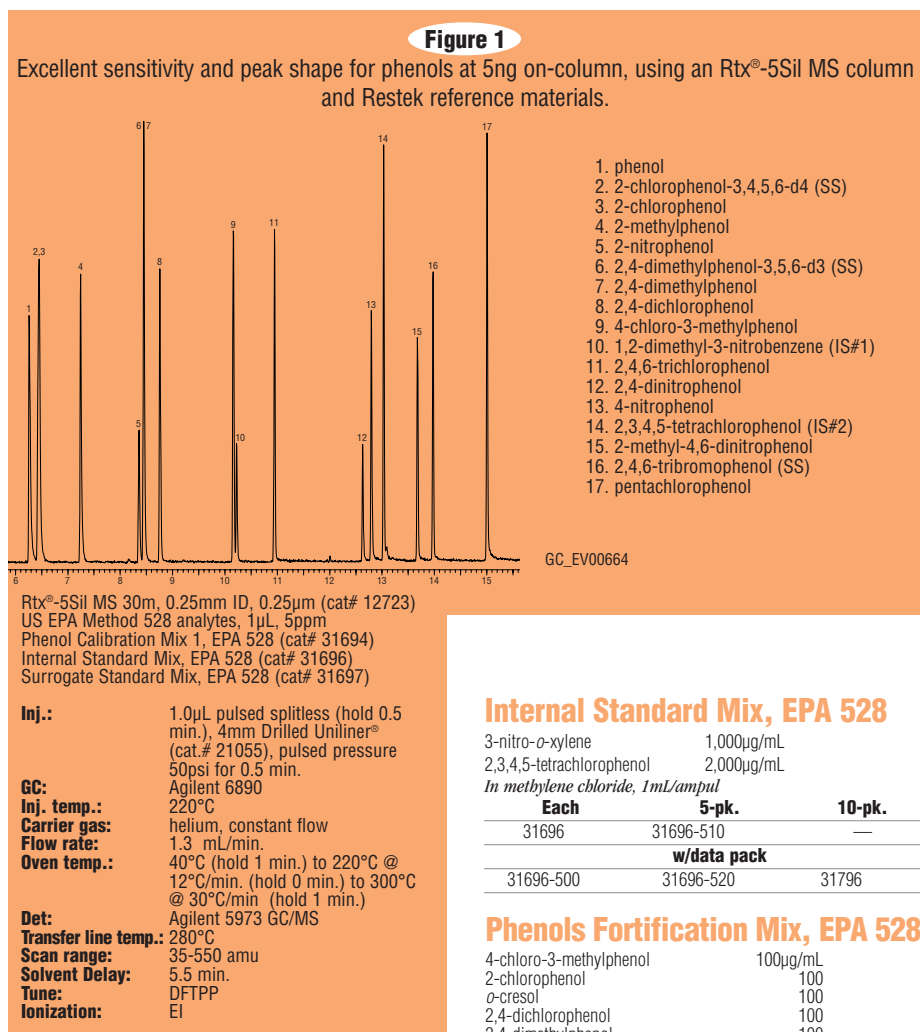 Figure 1
Excellent sensitivity and peak shape for phenols at 5ng on-column, using an Rtx®-5Sil MS column
and Restek reference materials.
1
2,3
4
5
6 7
8
9
10
11
12
13
14
15
16
17
6 7 8 9 10 11 12 13 14 15
1. phenol
2. 2-chlorophenol-3,4,5,6-d4 (SS)
3. 2-chlorophenol
4. 2-methylphenol
5. 2-nitrophenol
6. 2,4-dimethylphenol-3,5,6-d3 (SS)
7. 2,4-dimethylphenol
8. 2,4-dichlorophenol
9. 4-chloro-3-methylphenol
10. 1,2-dimethyl-3-nitrobenzene (IS#1)
11. 2,4,6-trichlorophenol
12. 2,4-dinitrophenol
13. 4-nitrophenol
14. 2,3,4,5-tetrachlorophenol (IS#2)
15. 2-methyl-4,6-dinitrophenol
16. 2,4,6-tribromophenol (SS)
17. pentachlorophenol
GC_EV00664
Rtx®-5Sil MS 30m, 0.25mm ID, 0.25µm (cat# 12723)
US EPA Method 528 analytes, 1µL, 5ppm
Phenol Calibration Mix 1, EPA 528 (cat# 31694)
Internal Standard Mix, EPA 528 (cat# 31696)
Surrogate Standard Mix, EPA 528 (cat# 31697)
Inj.: 1.0µL pulsed splitless (hold 0.5
min.), 4mm Drilled Uniliner®
(cat.# 21055), pulsed pressure
50psi for 0.5 min.
GC: Agilent 6890
Inj. temp.: 220°C
Carrier gas: helium, constant flow
Flow rate: 1.3 mL/min.
Oven temp.: 40°C (hold 1 min.) to 220°C @
12°C/min. (hold 0 min.) to 300°C
@ 30°C/min (hold 1 min.)
Det: Agilent 5973 GC/MS
Transfer line temp.: 280°C
Scan range: 35-550 amu
Solvent Delay: 5.5 min.
Tune: DFTPP
Ionization: EI
Internal Standard Mix, EPA 528
3-nitro-o-xylene 1,000µg/mL
2,3,4,5-tetrachlorophenol 2,000µg/mL
In methylene chloride, 1mL/ampul
Each 5-pk. 10-pk.
31696 31696-510 —
w/data pack
31696-500 31696-520 31796
Phenols Fortification Mix, EPA 528
4-chloro-3-methylphenol 100µg/mL
2-chlorophenol 100
o-cresol 100
2,4-dichlorophenol 100
2,4-dimethylphenol 100